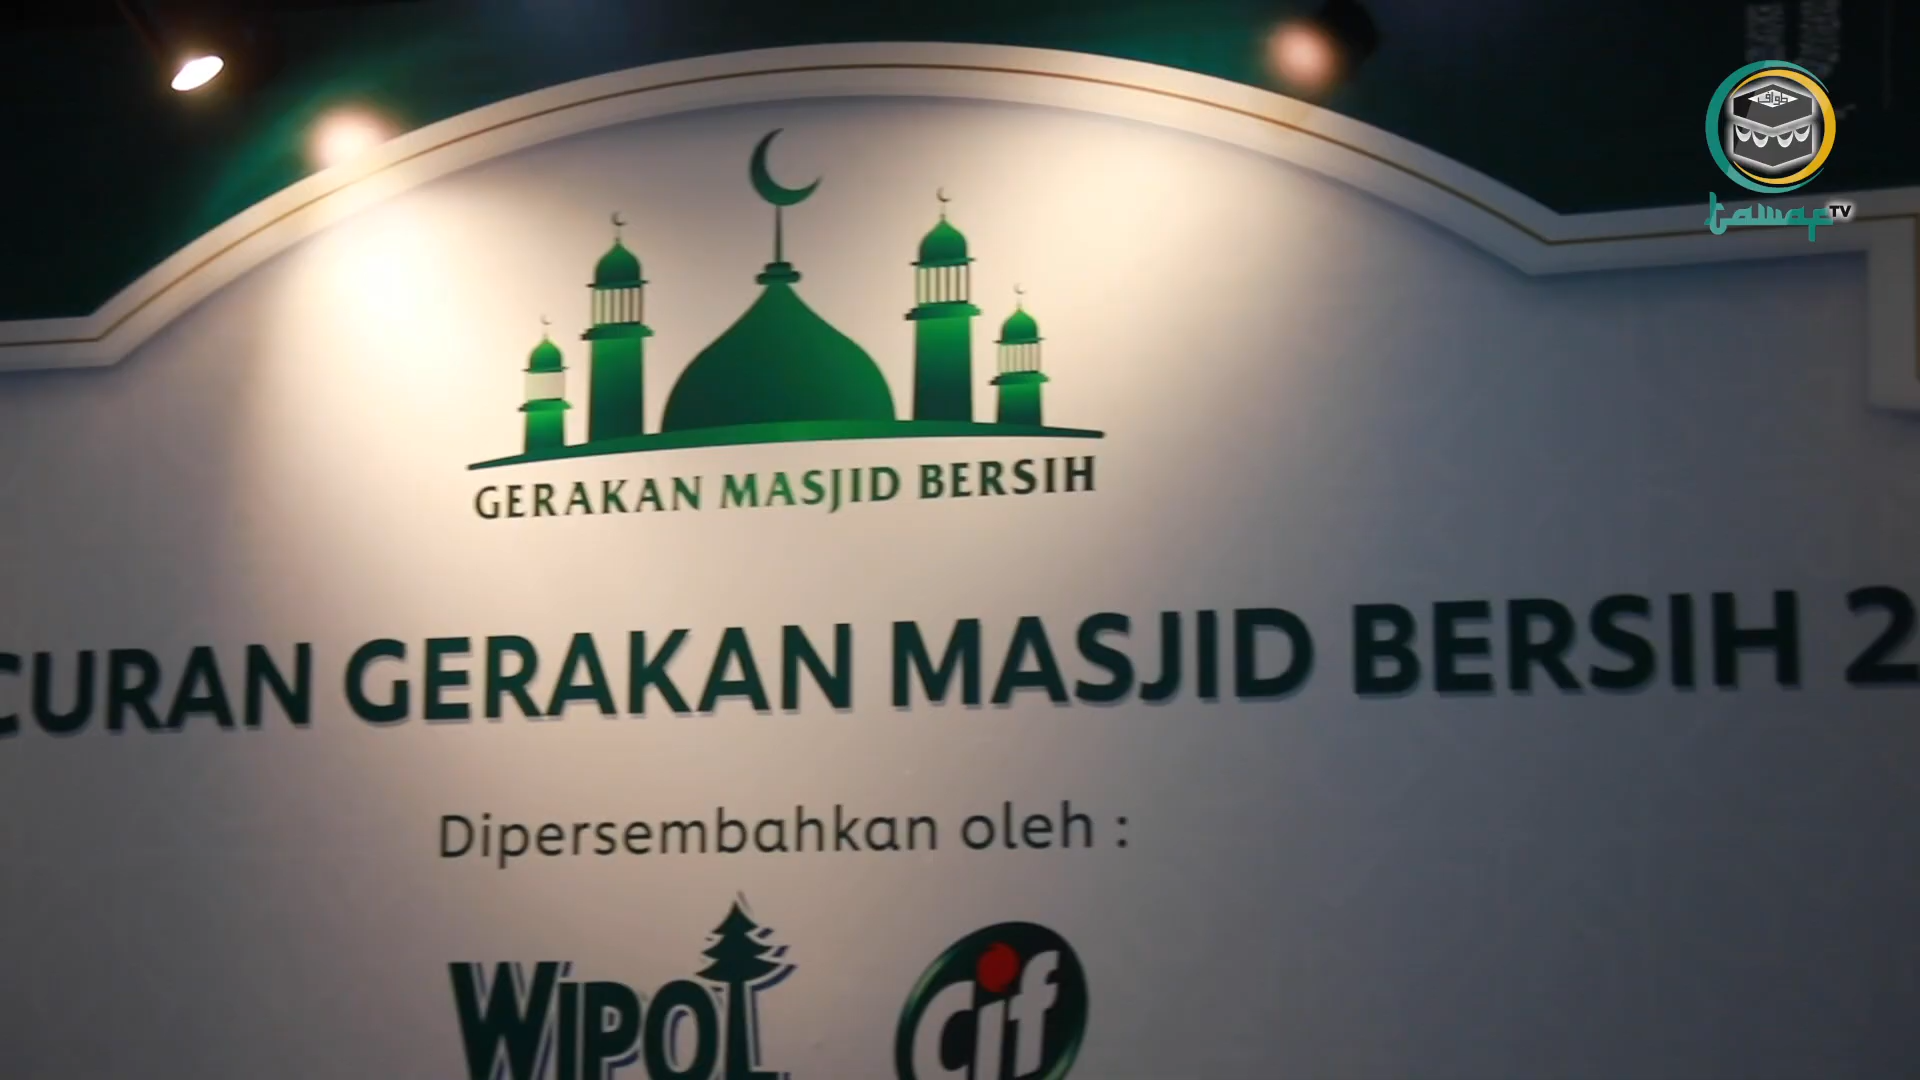 GERAKAN MASJID BERSIH
CURAN GERAKAN MASJID BERSIH 2
Dipersembahkan oleh :
WIPOL
Cif
tawaf TV